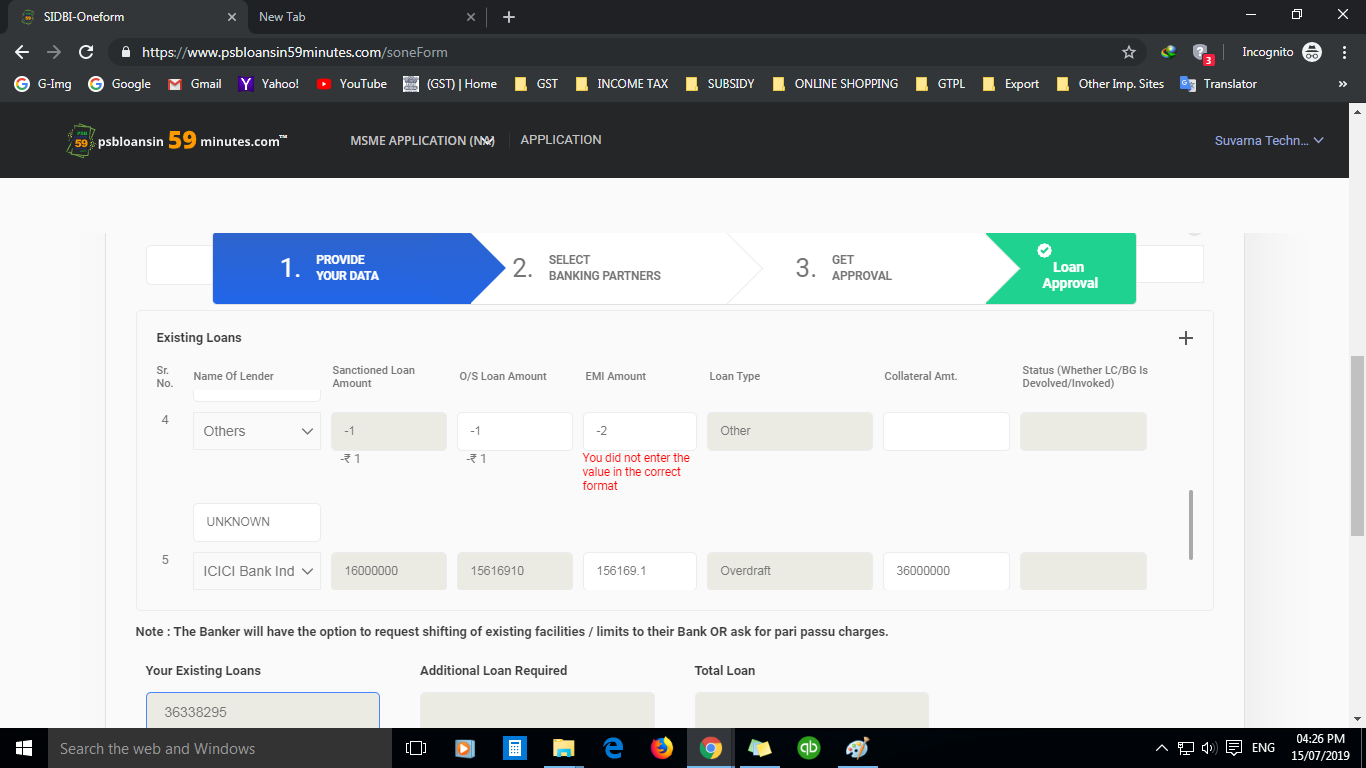 SIDBI-Oneform
New Tab
https://www.psbloansin59minutes.com/soneForm
3
Incognito
G-Img
Google
Gmail
Yahoo!
YouTube
(GST) | Home
GST
INCOME TAX
SUBSIDY
ONLINE SHOPPING
GTPL
Export
Other Imp. Sites
Translator
»
PSB
59
psbloansin 59 minutes.com™
APPLICATION
Suvarna Techn...
1. PROVIDE
YOUR DATA
2. SELECT
BANKING PARTNERS
3. GET
APPROVAL
Loan
Approval
Existing Loans
Sr.
No.
Name Of Lender
Sanctioned Loan
Amount
O/S Loan Amount
EMI Amount
Loan Type
Collateral Amt.
Status (Whether LC/BG Is
Devolved/Invoked)
4
Others
-1
-1
-2
Other
-₹ 1
-₹ 1
You did not enter the
value in the correct
format
UNKNOWN
5
ICICI Bank Ind
16000000
15616910
156169.1
Overdraft
36000000
Note : The Banker will have the option to request shifting of existing facilities / limits to their Bank OR ask for pari passu charges.
Your Existing Loans
Additional Loan Required
Total Loan
36338295
Search the web and Windows
ENG
04:26 PM
15/07/2019